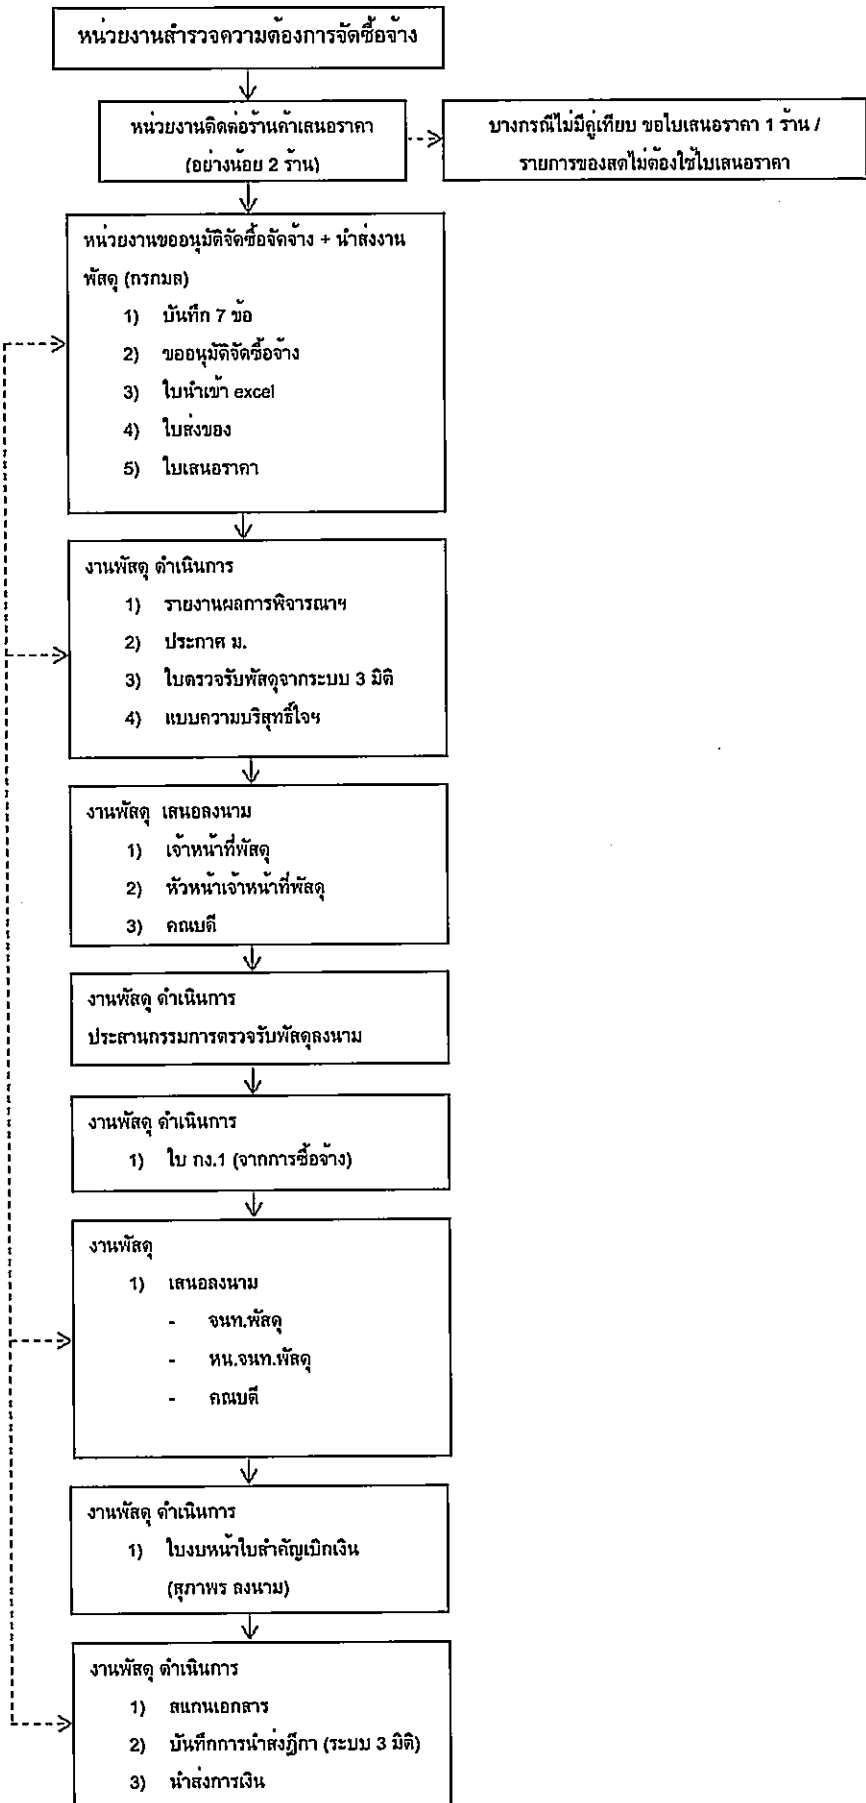 หน่วยงานสำรวจความต้องการจัดซื้อจ้าง
หน่วยงานติดต่อร้านค้าเสนอราคา
(อย่างน้อย 2 ร้าน)
บางกรณีไม่มีคู่เทียบ ขอใบเสนอราคา 1 ร้าน /
รายการของสดไม่ต้องใช้ใบเสนอราคา
หน่วยงานขออนุมัติจัดซื้อจัดจ้าง + นำส่งงาน
พัสดุ (กรกมล)
1) บันทึก 7 ข้อ
2) ขออนุมัติจัดซื้อจ้าง
3) ใบนำเข้า excel
4) ใบส่งของ
5) ใบเสนอราคา
งานพัสดุ ดำเนินการ
1) รายงานผลการพิจารณาฯ
2) ประกาศ ม.
3) ใบตรวจรับพัสดุจากระบบ 3 มิติ
4) แบบความบริสุทธิ์ใจฯ
งานพัสดุ เสนอลงนาม
1) เจ้าหน้าที่พัสดุ
2) หัวหน้าเจ้าหน้าที่พัสดุ
3) คณบดี
งานพัสดุ ดำเนินการ
ประสานกรรมการตรวจรับพัสดุลงนาม
งานพัสดุ ดำเนินการ
1) ใบ กง.1 (จากการซื้อจ้าง)
งานพัสดุ
1) เสนอลงนาม
- จนท.พัสดุ
- หน.จนท.พัสดุ
- คณบดี
งานพัสดุ ดำเนินการ
1) ใบงบหน้าใบสำคัญเบิกเงิน
(สุภาพร ลงนาม)
งานพัสดุ ดำเนินการ
1) สแกนเอกสาร
2) บันทึกการนำส่งฎีกา (ระบบ 3 มิติ)
3) นำส่งการเงิน